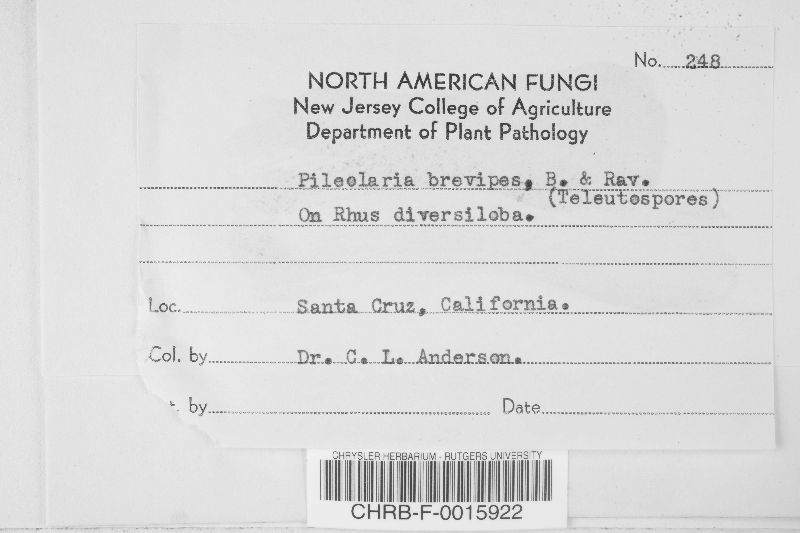 No. 248
NORTH AMERICAN FUNGI
New Jersey College of Agriculture
Department of Plant Pathology
Pileolaria brevipes, B. & Rav.
(Teleutospores)
On Rhus diversiloba.
Loc. Santa Cruz, California.
Col. by Dr. C. L. Anderson.
t. by Date
CHRYSLER HERBARIUM - RUTGERS UNIVERSITY
CHRB-F-0015922